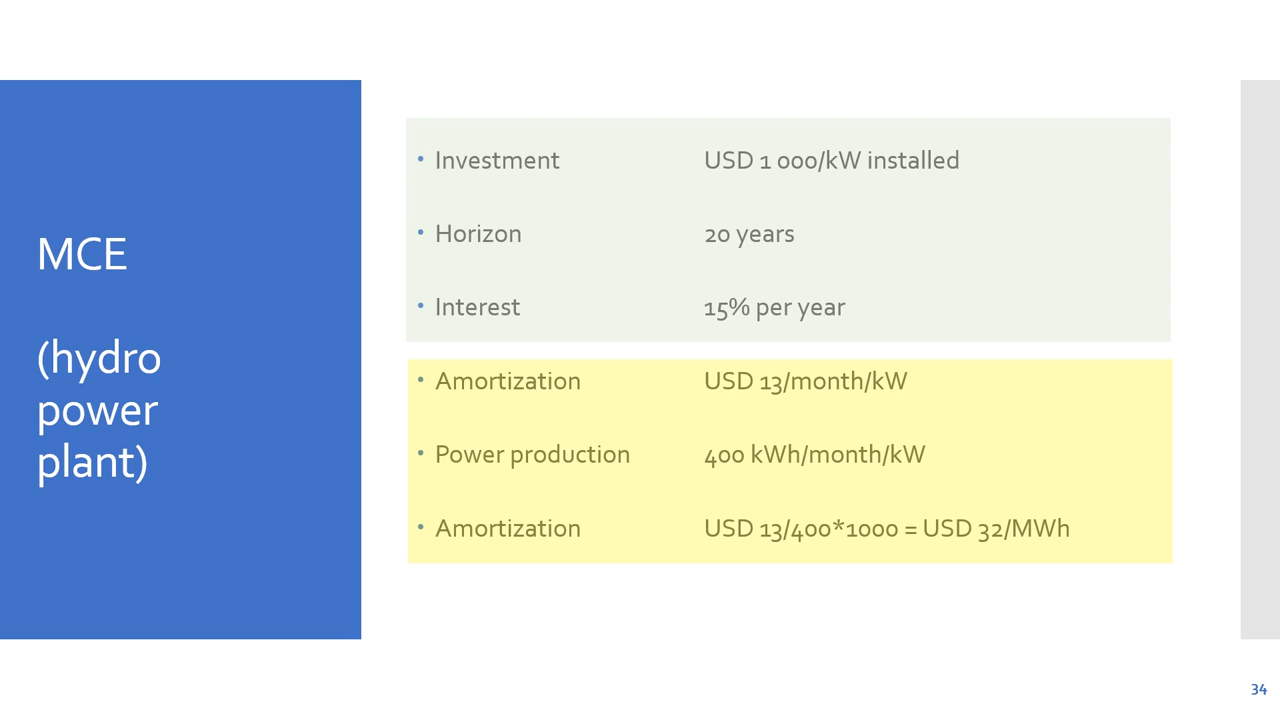 MCE
(hydro
power
plant)
• Investment USD 1 000/kW installed
• Horizon 20 years
• Interest 15% per year
• Amortization USD 13/month/kW
• Power production 400 kWh/month/kW
• Amortization USD 13/400*1000 = USD 32/MWh
34